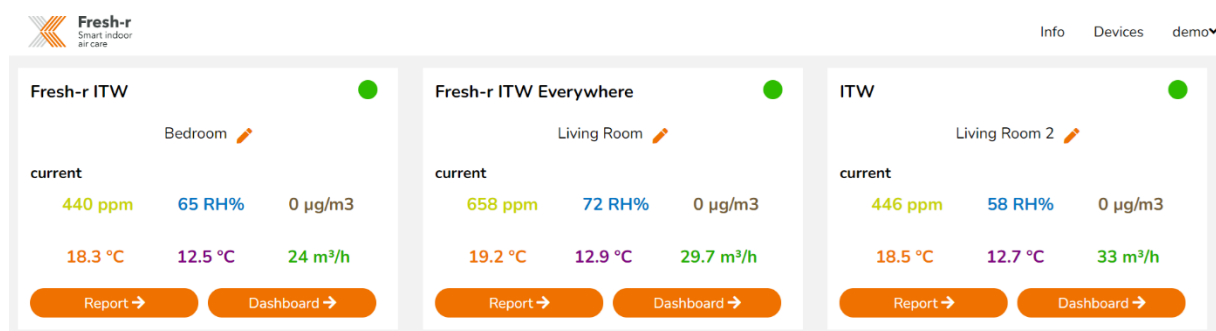 Fresh-r
Smart indoor
air care
Info Devices demo
Fresh-r ITW
Bedroom
current
440 ppm 65 RH% 0 µg/m3
18.3 °C 12.5 °C 24 m³/h
Report Dashboard
Fresh-r ITW Everywhere
Living Room
current
658 ppm 72 RH% 0 µg/m3
19.2 °C 12.9 °C 29.7 m³/h
Report Dashboard
ITW
Living Room 2
current
446 ppm 58 RH% 0 µg/m3
18.5 °C 12.7 °C 33 m³/h
Report Dashboard